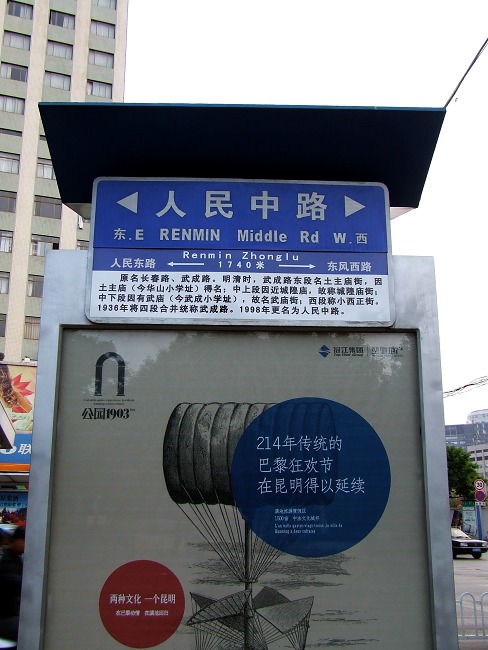 人民中路
东.E RENMIN Middle Rd W.西
Renmin Zhonglu
人民东路 1740米 东风西路
原名长春路、武成路。明清时，武成路东段名土主庙街，因
土主庙（今华山小学址）得名；中上段因近城隍庙，故称城隍庙街；
中下段因有武庙（今武成小学址），故名武庙街；西段称小西正街。
1936年将四段合并统称武成路。1998年更名为人民中路。
公园1903
214年传统的
巴黎狂欢节
在昆明得以延续
两种文化 一个昆明